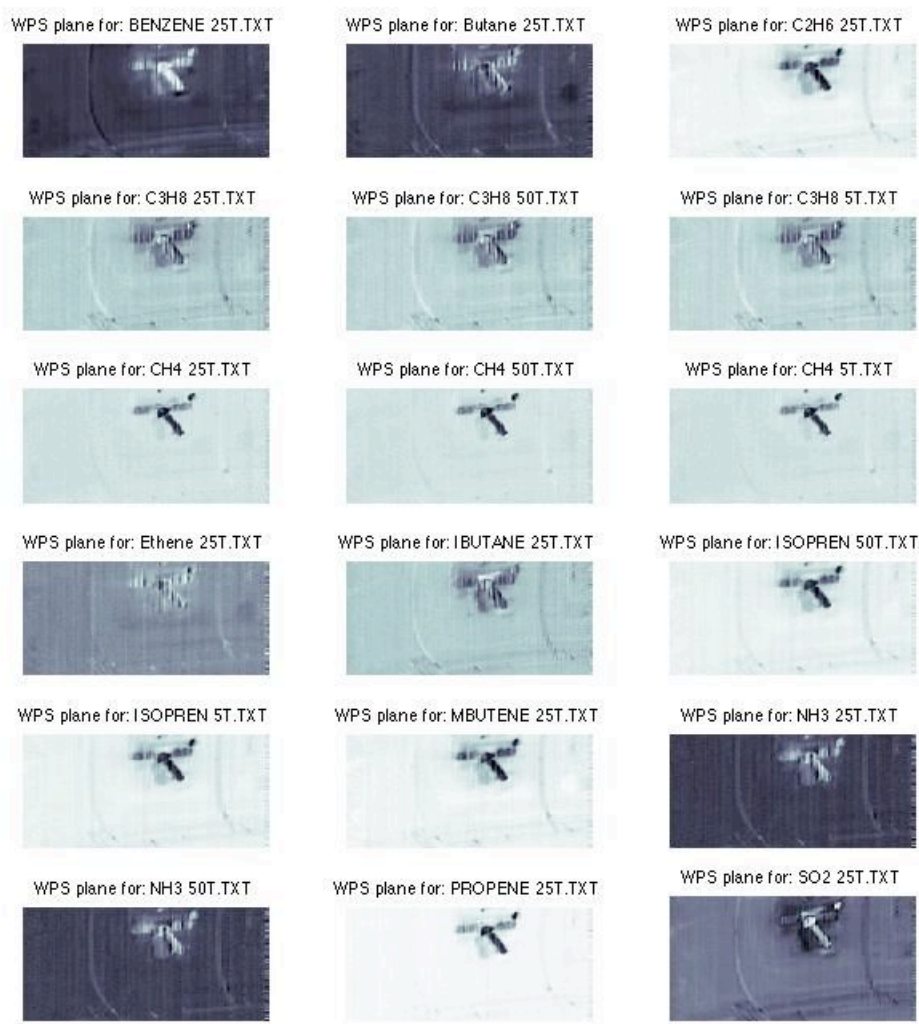 WPS plane for: BENZENE 25T.TXT
WPS plane for: Butane 25T.TXT
WPS plane for: C2H6 25T.TXT
WPS plane for: C3H8 25T.TXT
WPS plane for: C3H8 50T.TXT
WPS plane for: C3H8 5T.TXT
WPS plane for: CH4 25T.TXT
WPS plane for: CH4 50T.TXT
WPS plane for: CH4 5T.TXT
WPS plane for: Ethene 25T.TXT
WPS plane for: IBUTANE 25T.TXT
WPS plane for: ISOPREN 50T.TXT
WPS plane for: ISOPREN 5T.TXT
WPS plane for: MBUTENE 25T.TXT
WPS plane for: NH3 25T.TXT
WPS plane for: NH3 50T.TXT
WPS plane for: PROPENE 25T.TXT
WPS plane for: SO2 25T.TXT